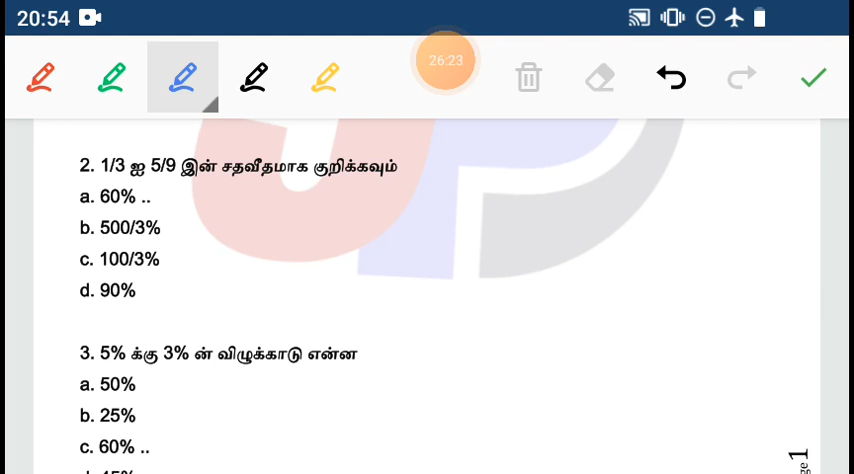 20:54
26:23
2. 1/3 ஐ 5/9 இன் சதவீதமாக குறிக்கவும்
a. 60% ..
b. 500/3%
c. 100/3%
d. 90%
3. 5% க்கு 3% ன் விழுக்காடு என்ன
a. 50%
b. 25%
c. 60% ..
1